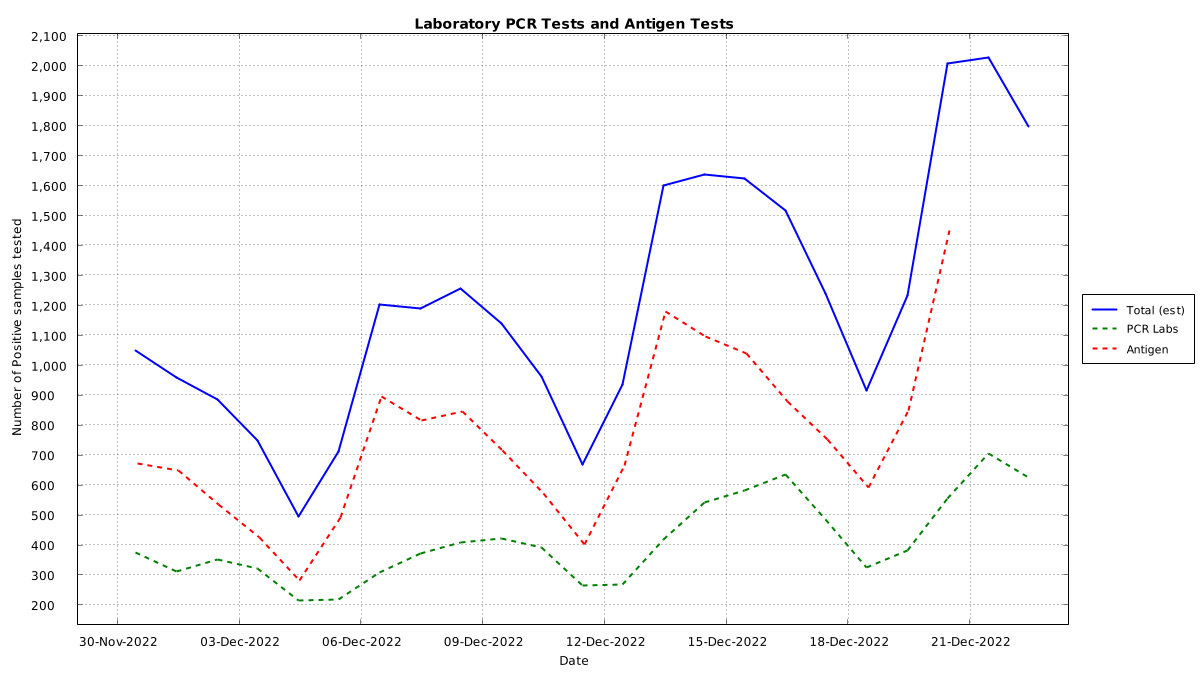 Laboratory PCR Tests and Antigen Tests
2,100
2,000
1,900
1,800
1,700
1,600
1,500
1,400
1,300
1,200
1,100
1,000
900
800
700
600
500
400
300
200
Number of Positive samples tested
30-Nov-2022 03-Dec-2022 06-Dec-2022 09-Dec-2022 12-Dec-2022 15-Dec-2022 18-Dec-2022 21-Dec-2022
Date
Total (est)
PCR Labs
Antigen